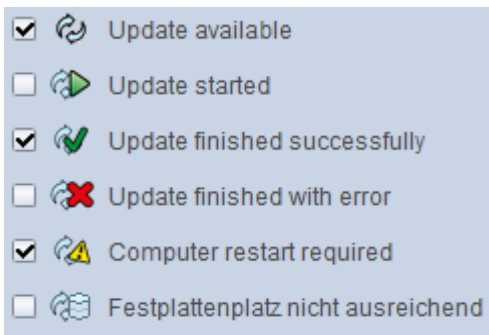 Update available
Update started
Update finished successfully
Update finished with error
Computer restart required
Festplattenplatz nicht ausreichend